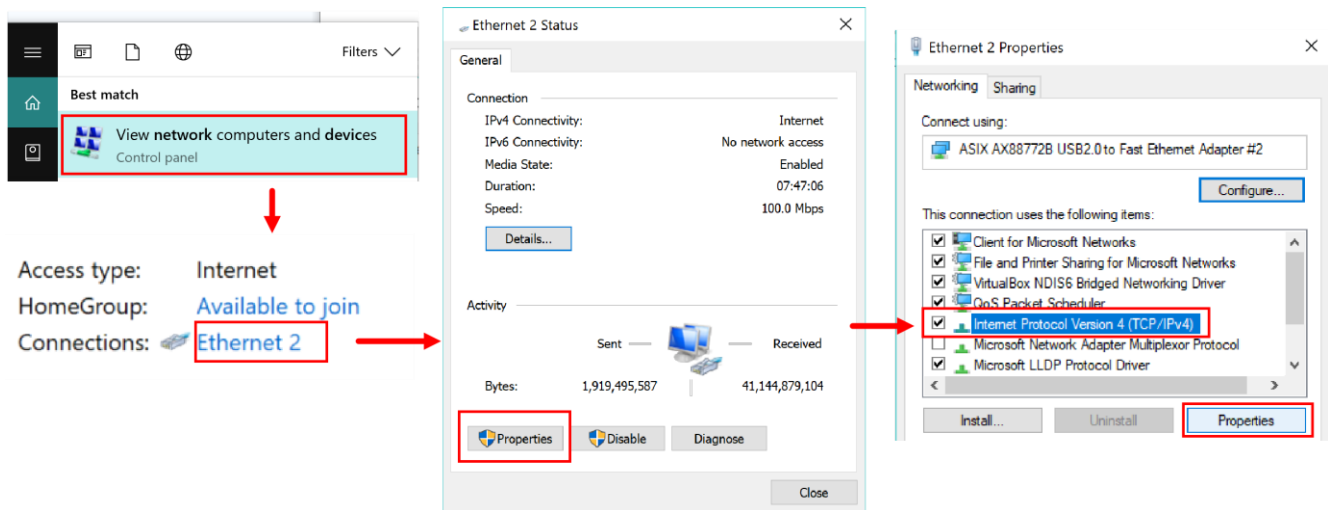 Filters
Best match
View network computers and devices
Control panel
Access type: Internet
HomeGroup: Available to join
Connections: Ethernet 2
Ethernet 2 Status
General
Connection
IPv4 Connectivity: Internet
IPv6 Connectivity: No network access
Media State: Enabled
Duration: 07:47:06
Speed: 100.0 Mbps
Details...
Activity
Sent Received
Bytes: 1,919,495,587 41,144,879,104
Properties Disable Diagnose
Close
Ethernet 2 Properties
Networking Sharing
Connect using:
ASIX AX88772B USB2.0 to Fast Ethernet Adapter #2
Configure...
This connection uses the following items:
Client for Microsoft Networks
File and Printer Sharing for Microsoft Networks
VirtualBox NDIS6 Bridged Networking Driver
QoS Packet Scheduler
Internet Protocol Version 4 (TCP/IPv4)
Microsoft Network Adapter Multiplexor Protocol
Microsoft LLDP Protocol Driver
Install... Uninstall Properties